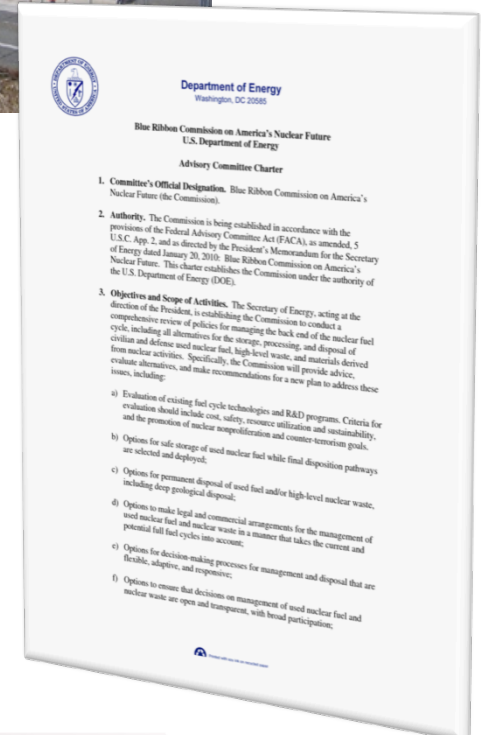 Department of Energy
Washington, DC 20585
Blue Ribbon Commission on America's Nuclear Future
U.S. Department of Energy
Advisory Committee Charter
1. Committee's Official Designation. Blue Ribbon Commission on America's
Nuclear Future (the Commission).
2. Authority. The Commission is being established in accordance with the
provisions of the Federal Advisory Committee Act (FACA), as amended, 5
U.S.C. App. 2, and as directed by the President's Memorandum for the Secretary
of Energy dated January 20, 2010: Blue Ribbon Commission on America's
Nuclear Future. This charter establishes the Commission under the authority of
the U.S. Department of Energy (DOE).
3. Objectives and Scope of Activities. The Secretary of Energy, acting at the
direction of the President, is establishing the Commission to conduct a
comprehensive review of policies for managing the back end of the nuclear fuel
cycle, including all alternatives for the storage, processing, and disposal of
civilian and defense used nuclear fuel, high-level waste, and materials derived
from nuclear activities. Specifically, the Commission will provide advice,
evaluate alternatives, and make recommendations for a new plan to address these
issues, including:
a) Evaluation of existing fuel cycle technologies and R&D programs. Criteria for
evaluation should include cost, safety, resource utilization and sustainability,
and the promotion of nuclear nonproliferation and counter-terrorism goals.
b) Options for safe storage of used nuclear fuel while final disposition pathways
are selected and deployed;
c) Options for permanent disposal of used fuel and/or high-level nuclear waste,
including deep geological disposal;
d) Options to make legal and commercial arrangements for the management of
used nuclear fuel and nuclear waste in a manner that takes the current and
potential full fuel cycles into account;
e) Options for decision-making processes for management and disposal that are
flexible, adaptive, and responsive;
f) Options to ensure that decisions on management of used nuclear fuel and
nuclear waste are open and transparent, with broad participation;